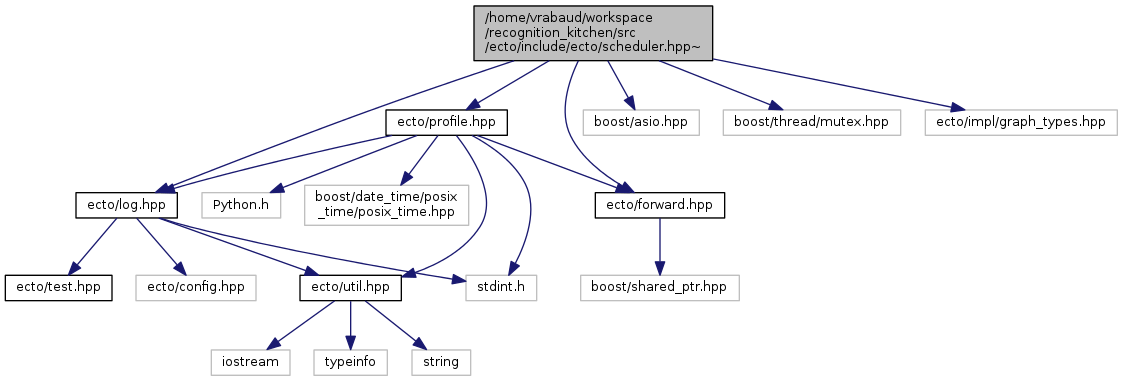 /home/vrabaud/workspace
/recognition_kitchen/src
/ecto/include/ecto/scheduler.hpp~
ecto/profile.hpp
boost/asio.hpp
boost/thread/mutex.hpp
ecto/impl/graph_types.hpp
ecto/log.hpp
Python.h
boost/date_time/posix
_time/posix_time.hpp
ecto/forward.hpp
ecto/test.hpp
ecto/config.hpp
ecto/util.hpp
stdint.h
boost/shared_ptr.hpp
iostream
typeinfo
string